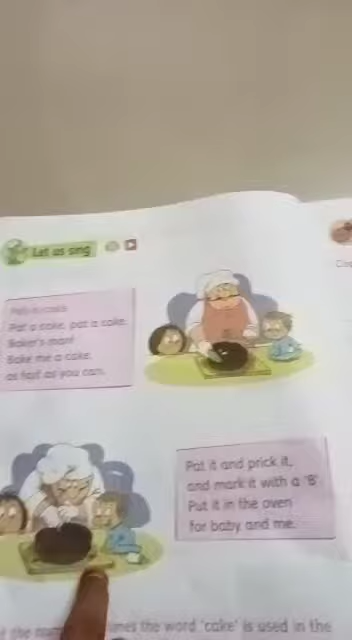 Let us sing
Pat a cake
Pat a cake, pat a cake,
Baker's man!
Bake me a cake,
as fast as you can.
Pat it and prick it,
and mark it with a 'B'
Put it in the oven
for baby and me.
the word 'cake' is used in the